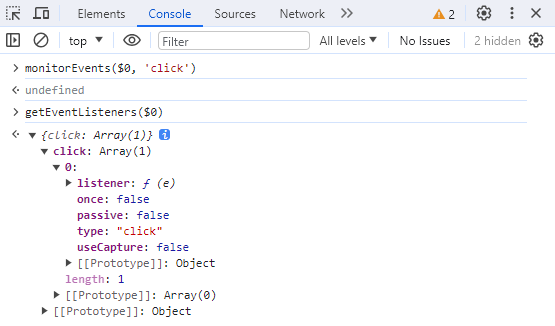 Elements Console Sources Network 2
top Filter All levels No Issues 2 hidden
monitorEvents($0, 'click')
undefined
getEventListeners($0)
{click: Array(1)} i
click: Array(1)
0:
listener: ƒ (e)
once: false
passive: false
type: "click"
useCapture: false
[[Prototype]]: Object
length: 1
[[Prototype]]: Array(0)
[[Prototype]]: Object